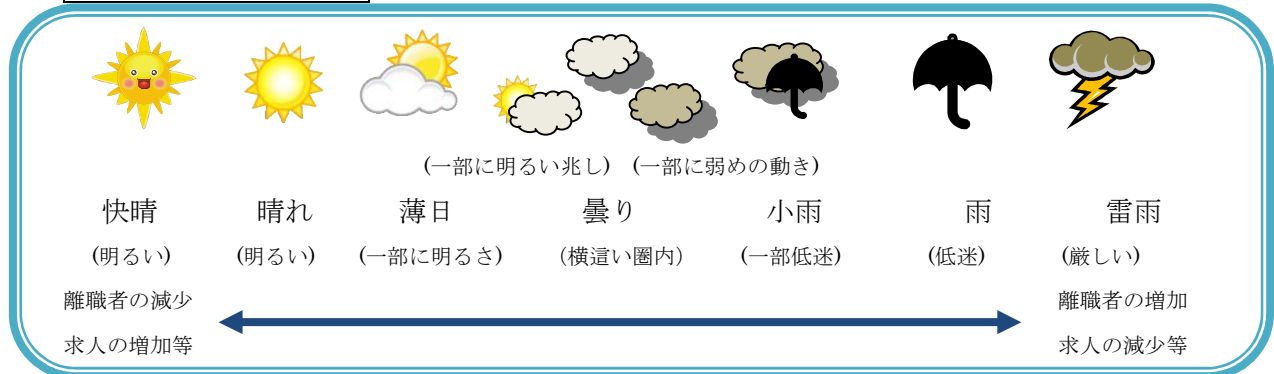 (一部に明るい兆し) (一部に弱めの動き)
快晴 晴れ 薄日 曇り 小雨 雨 雷雨
(明るい) (明るい) (一部に明るさ) (横這い圏内) (一部低迷) (低迷) (厳しい)
離職者の減少 離職者の増加
求人の増加等 求人の減少等